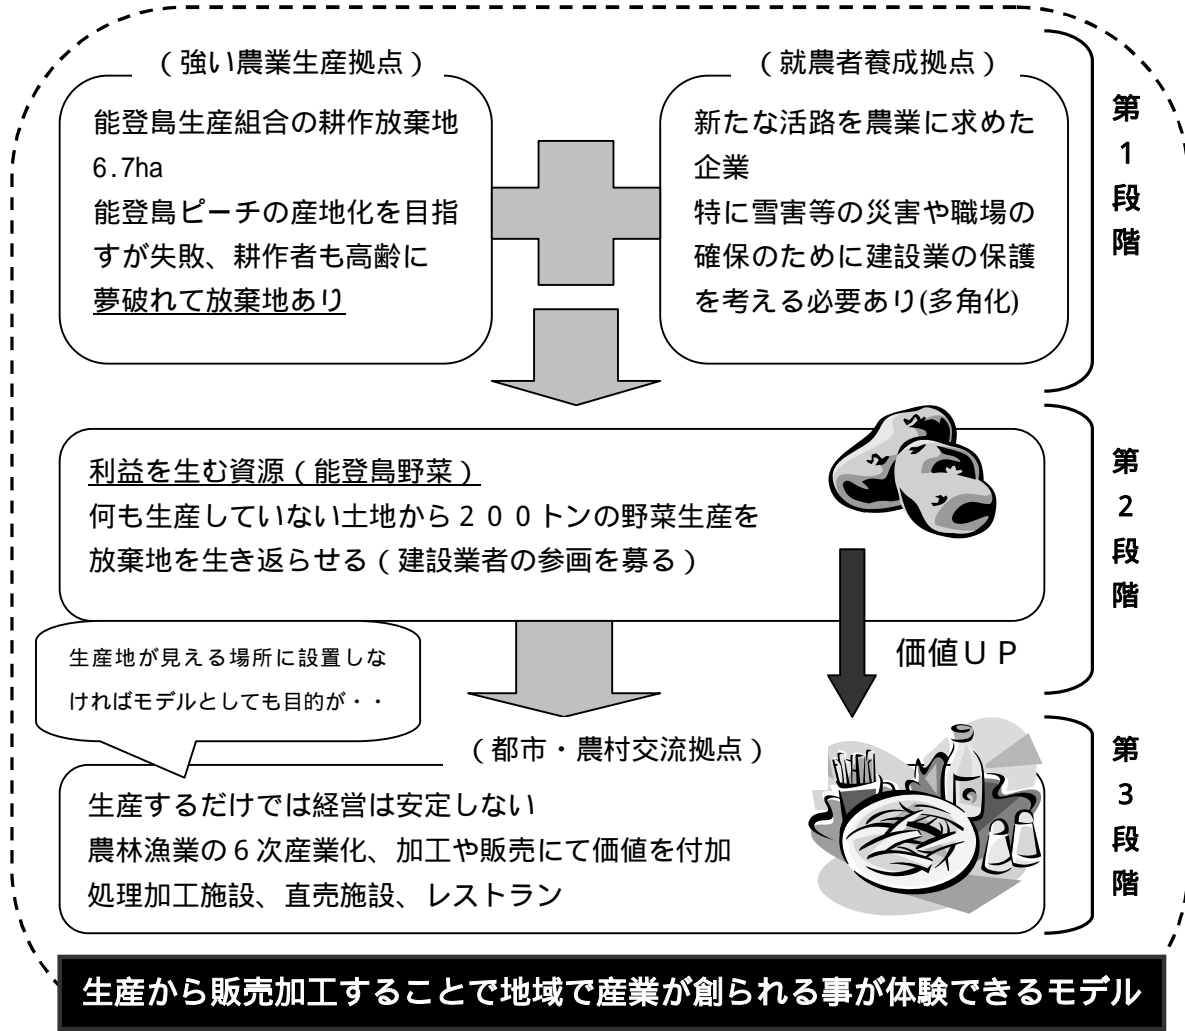 （強い農業生産拠点）
能登島生産組合の耕作放棄地
6.7ha
能登島ピーチの産地化を目指
すが失敗、耕作者も高齢に
夢破れて放棄地あり
（就農者養成拠点）
新たな活路を農業に求めた
企業
特に雪害等の災害や職場の
確保のために建設業の保護
を考える必要あり(多角化)
第1段階
利益を生む資源（能登島野菜）
何も生産していない土地から２００トンの野菜生産を
放棄地を生き返らせる（建設業者の参画を募る）
第2段階
価値ＵＰ
生産地が見える場所に設置しな
ければモデルとしても目的が・・
（都市・農村交流拠点）
生産するだけでは経営は安定しない
農林漁業の６次産業化、加工や販売にて価値を付加
処理加工施設、直売施設、レストラン
第3段階
生産から販売加工することで地域で産業が創られる事が体験できるモデル